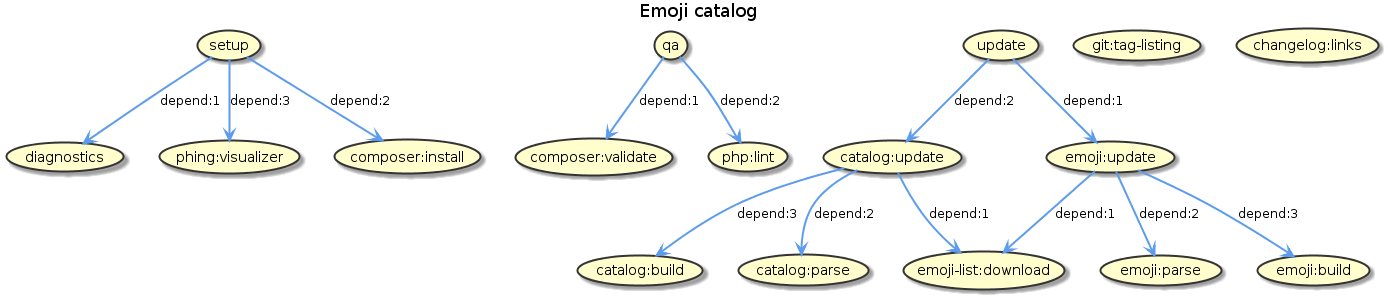 Emoji catalog
setup
qa
update
git:tag-listing
changelog:links
depend:1
depend:3
depend:2
depend:1
depend:2
depend:2
depend:1
diagnostics
phing:visualizer
composer:install
composer:validate
php:lint
catalog:update
emoji:update
depend:3
depend:2
depend:1
depend:1
depend:2
depend:3
catalog:build
catalog:parse
emoji-list:download
emoji:parse
emoji:build